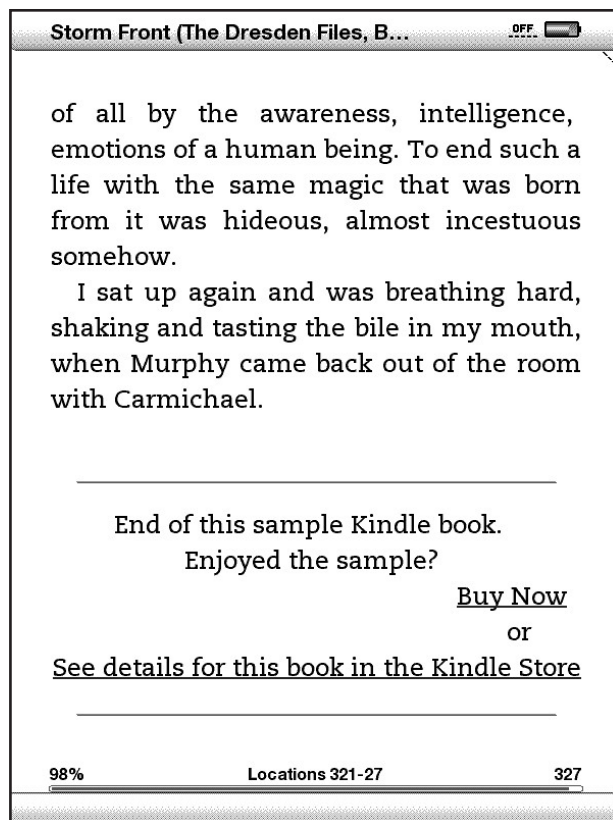 Storm Front (The Dresden Files, B...
OFF
of all by the awareness, intelligence,
emotions of a human being. To end such a
life with the same magic that was born
from it was hideous, almost incestuous
somehow.
I sat up again and was breathing hard,
shaking and tasting the bile in my mouth,
when Murphy came back out of the room
with Carmichael.
End of this sample Kindle book.
Enjoyed the sample?
Buy Now
or
See details for this book in the Kindle Store
98% Locations 321-27 327